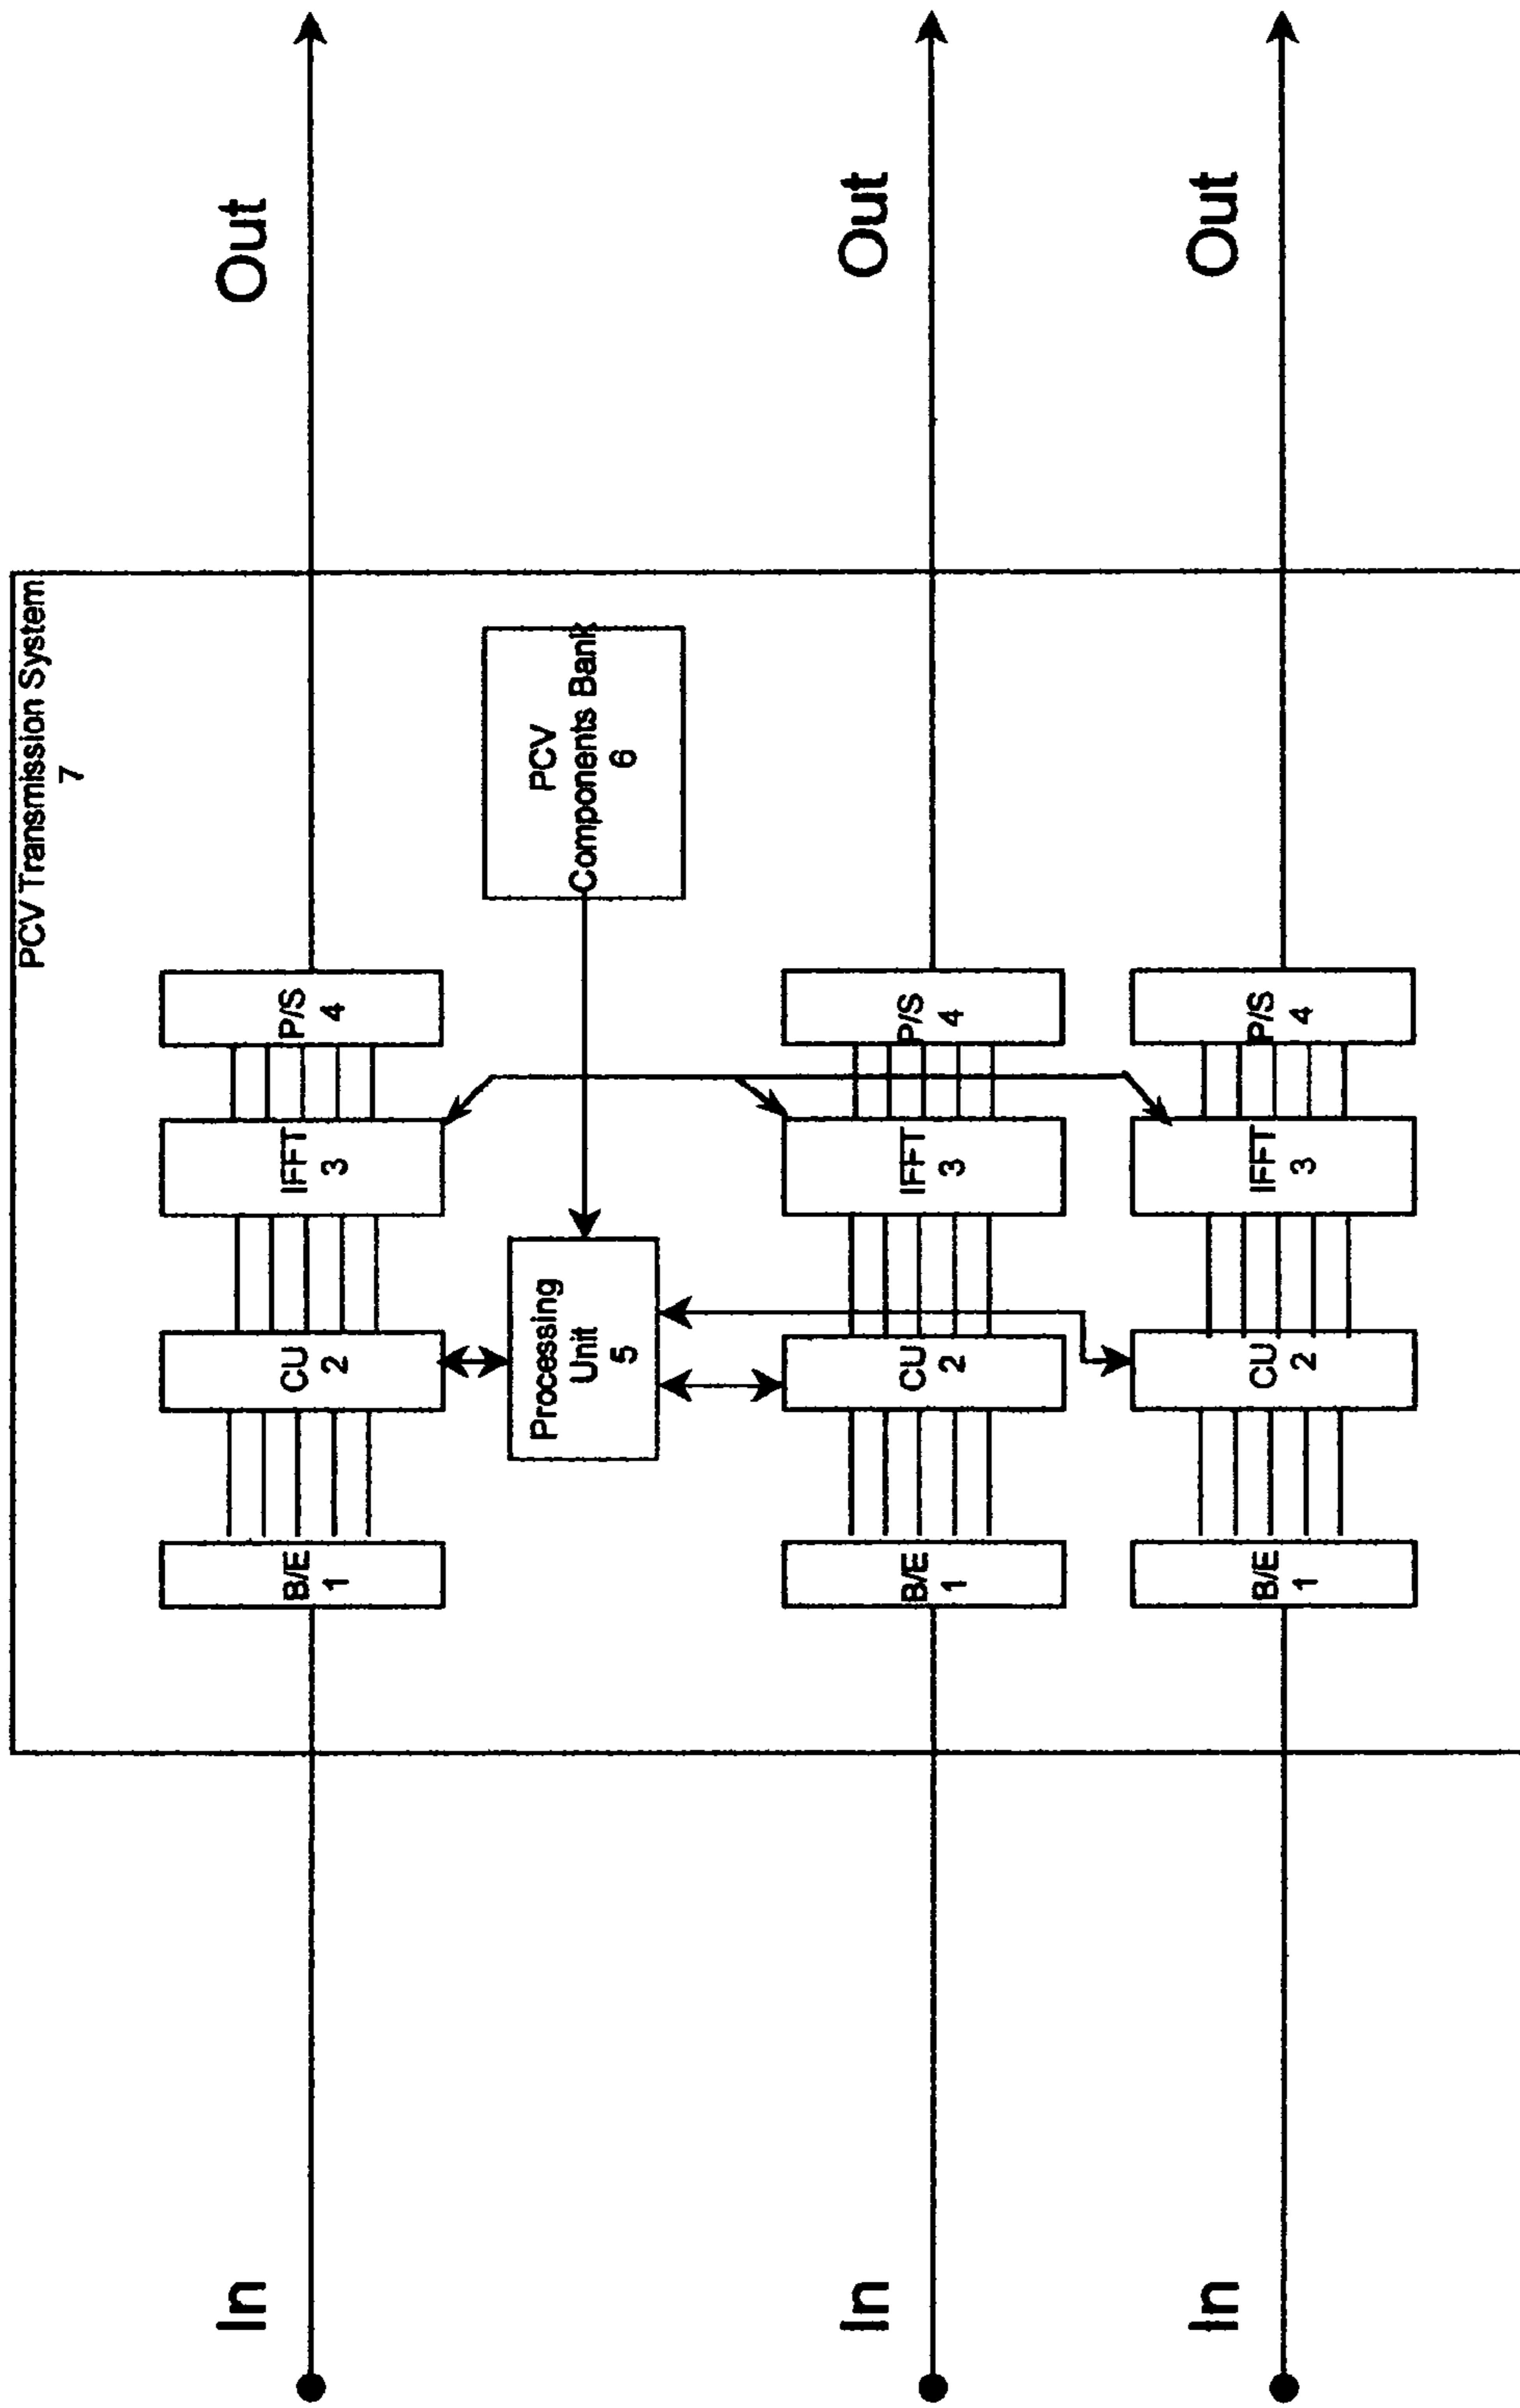 PCV Transmission System
7
In
B/E
1
CU
2
IFFT
3
P/S
4
Out
Processing
Unit
5
PCV
Components Bank
6
In
B/E
1
CU
2
IFFT
3
P/S
4
Out
In
B/E
1
CU
2
IFFT
3
P/S
4
Out